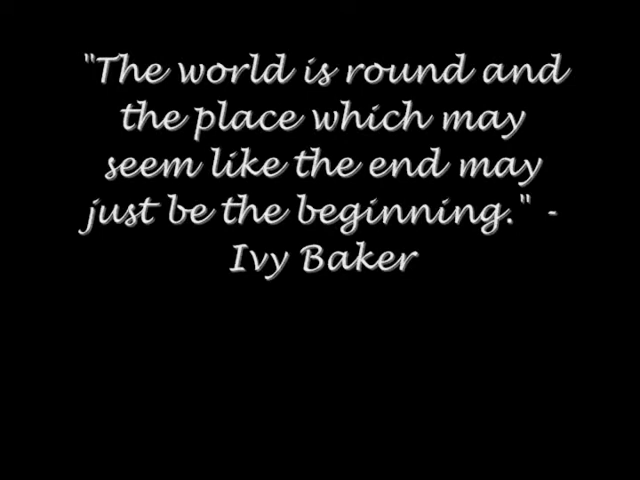 "The world is round and
the place which may
seem like the end may
just be the beginning." -
Ivy Baker